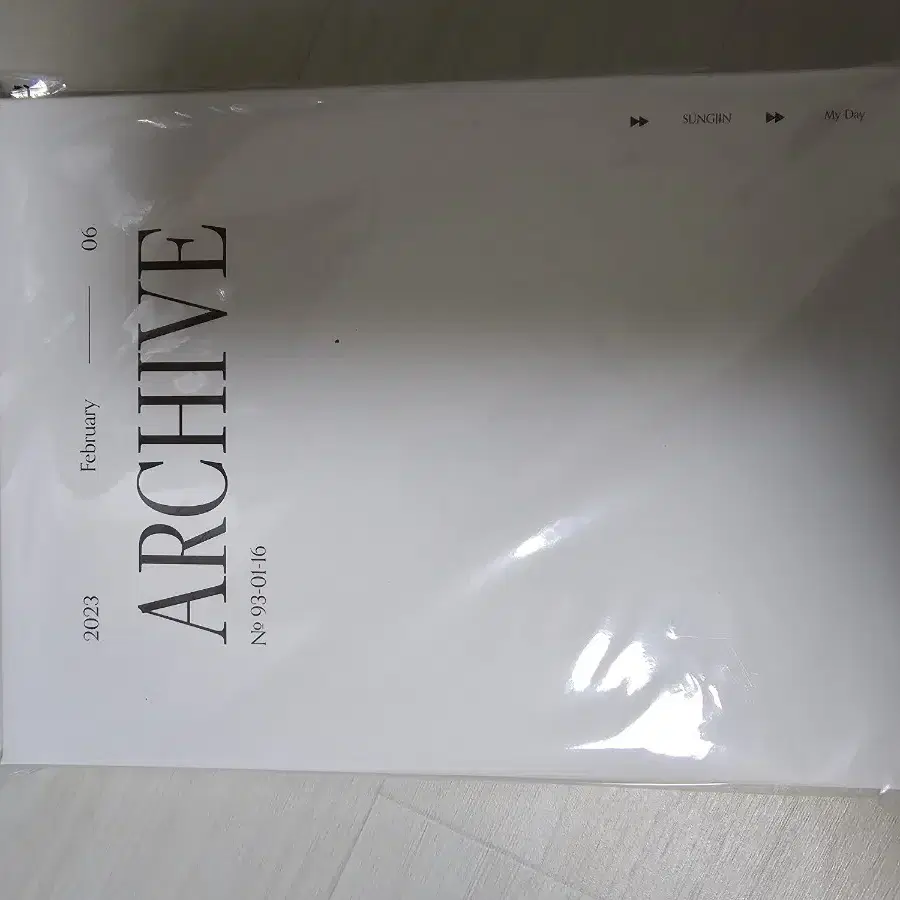 2023 February — 06
ARCHIVE
№ 93-01-16
SUNGJIN My Day